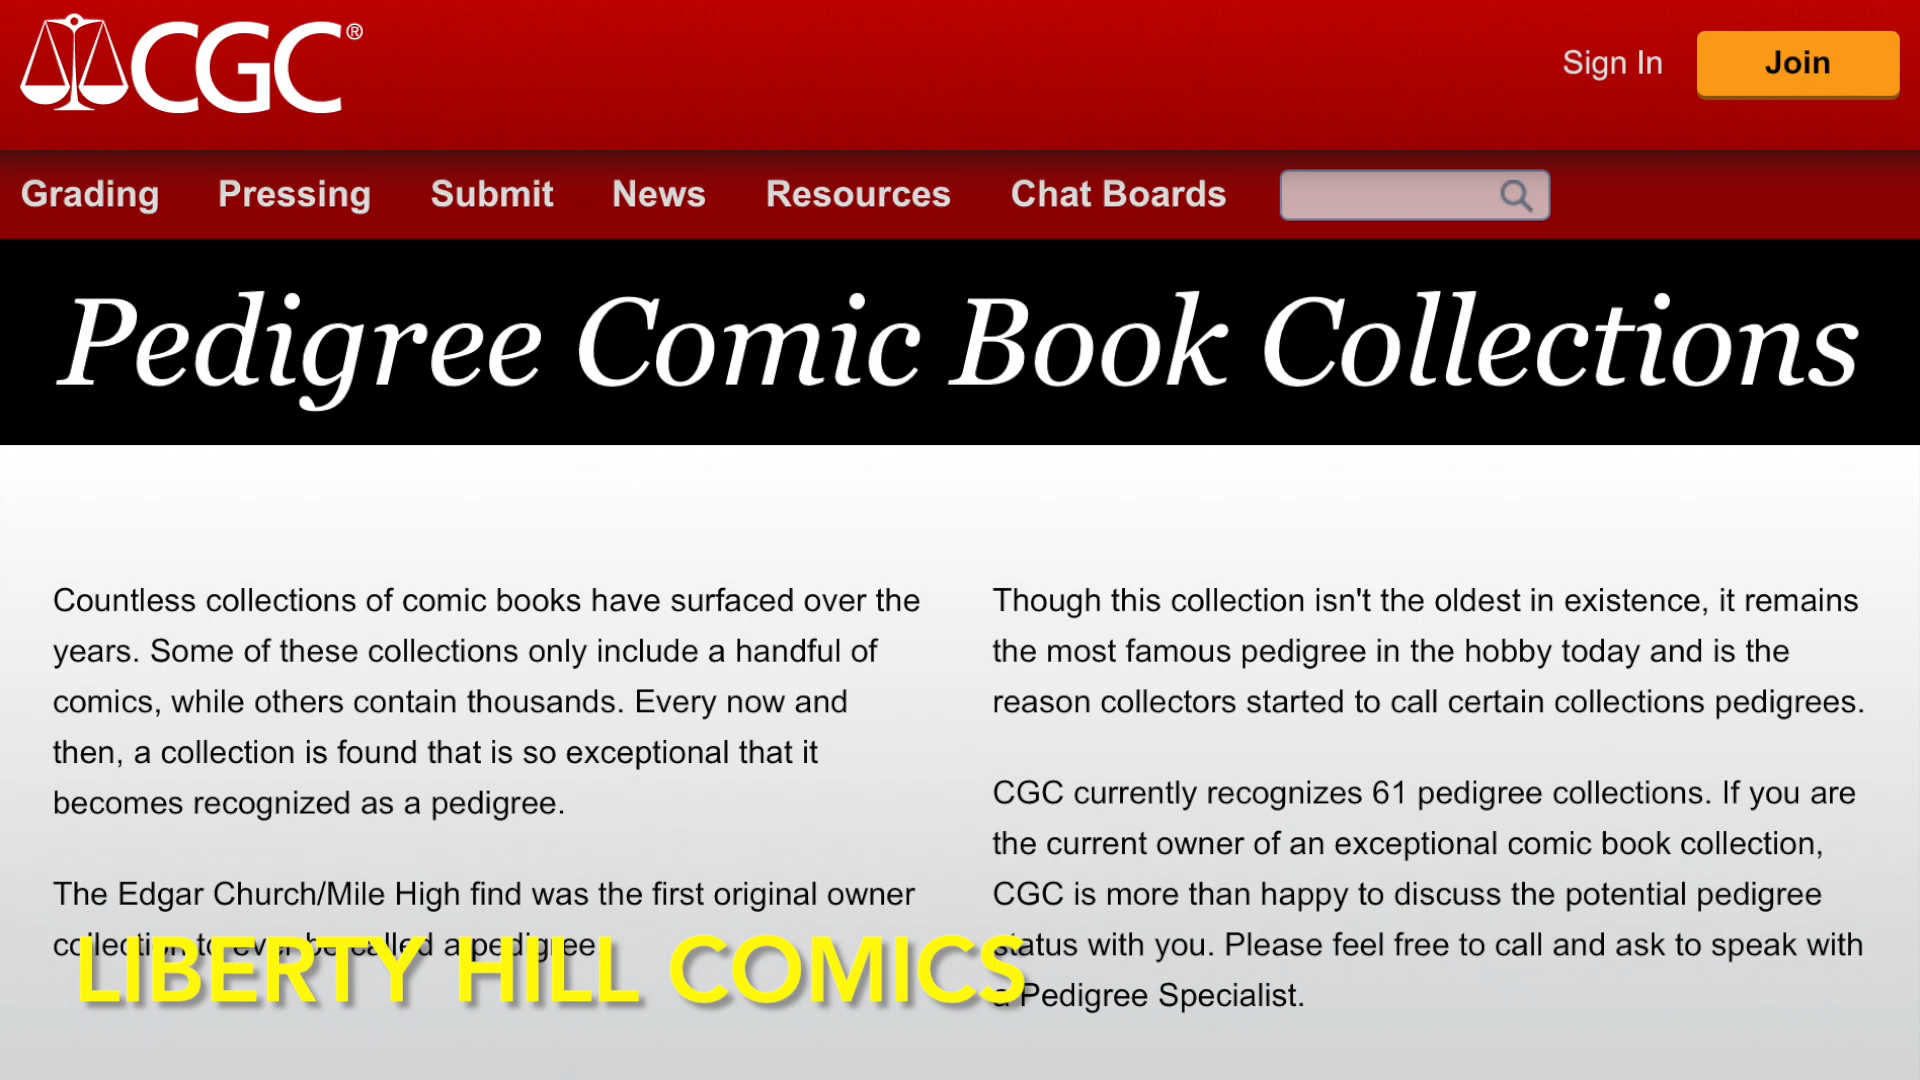 CGC®
Sign In
Join
Grading
Pressing
Submit
News
Resources
Chat Boards
Pedigree Comic Book Collections
Countless collections of comic books have surfaced over the
years. Some of these collections only include a handful of
comics, while others contain thousands. Every now and
then, a collection is found that is so exceptional that it
becomes recognized as a pedigree.
The Edgar Church/Mile High find was the first original owner
collection to ever be called a pedigree
Though this collection isn't the oldest in existence, it remains
the most famous pedigree in the hobby today and is the
reason collectors started to call certain collections pedigrees.
CGC currently recognizes 61 pedigree collections. If you are
the current owner of an exceptional comic book collection,
CGC is more than happy to discuss the potential pedigree
status with you. Please feel free to call and ask to speak with
a Pedigree Specialist.
LIBERTY HILL COMICS